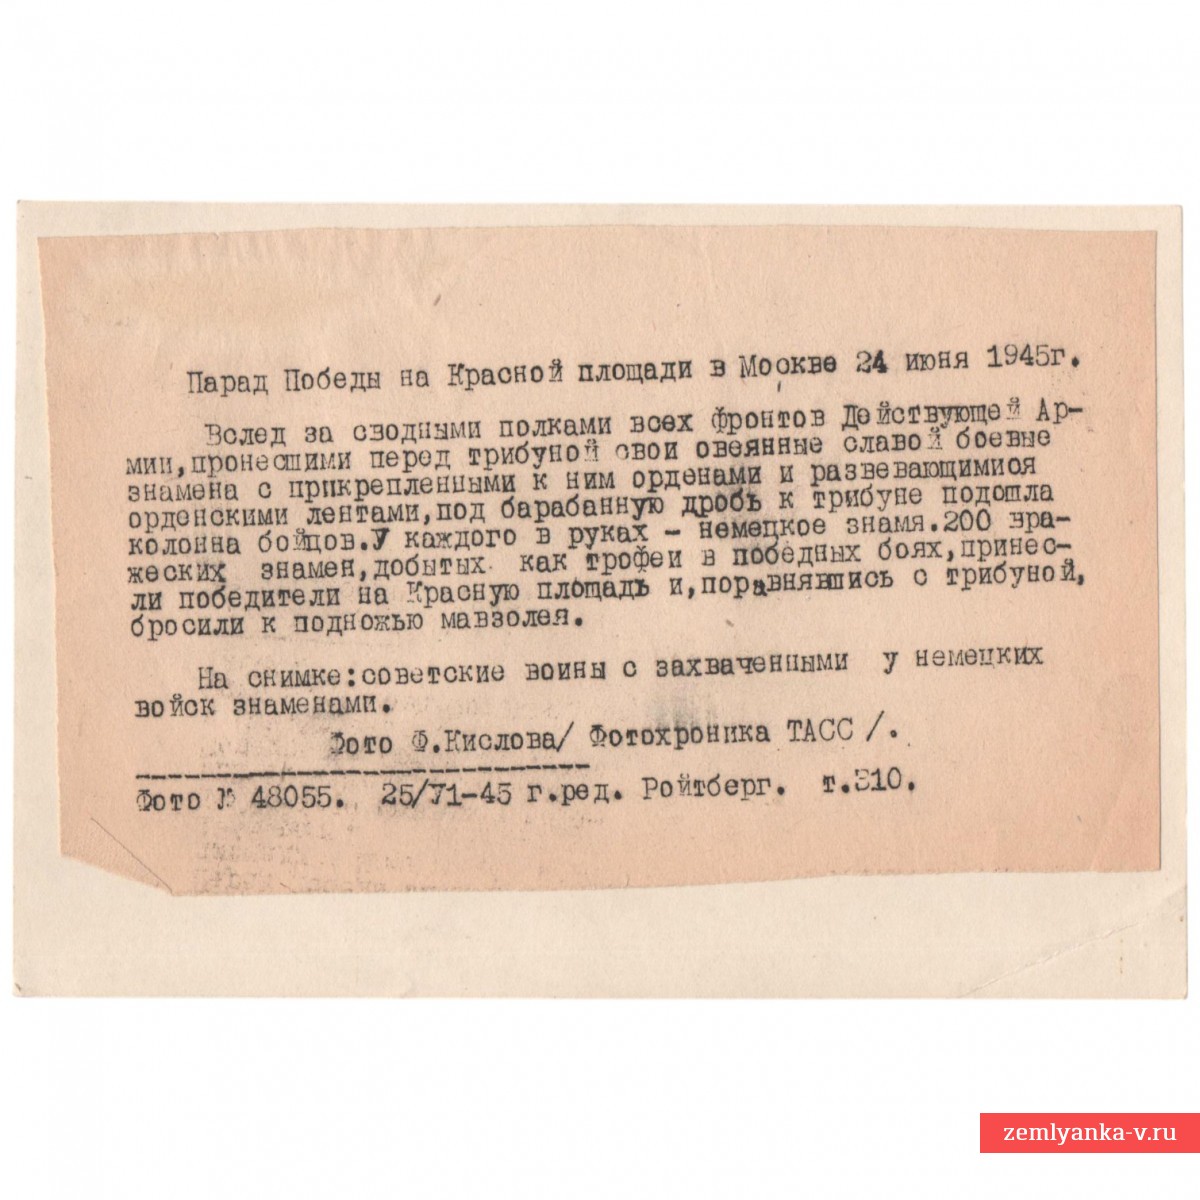 Парад Победы на Красной площади в Москве 24 июня 1945г.
Вслед за сводными полками всех фронтов Действующей Ар-
мии,пронесшими перед трибуной свои овеянные славой боевые
знамена с прикрепленными к ним орденами и развевающимися
орденскими лентами,под барабанную дробь к трибуне подошла
колонна бойцов.У каждого в руках - немецкое знамя.200 вра-
жеских знамен,добытых как трофеи в победных боях,принес-
ли победители на Красную площадь и,поравнявшись с трибуной,
бросили к подножью мавзолея.
На снимке:советские воины с захваченными у немецких
войск знаменами.
Фото Ф.Кислова/ Фотохроника ТАСС /.
Фото № 48055. 25/У1-45 г.ред. Ройтберг. т.310.
zemlyanka-v.ru